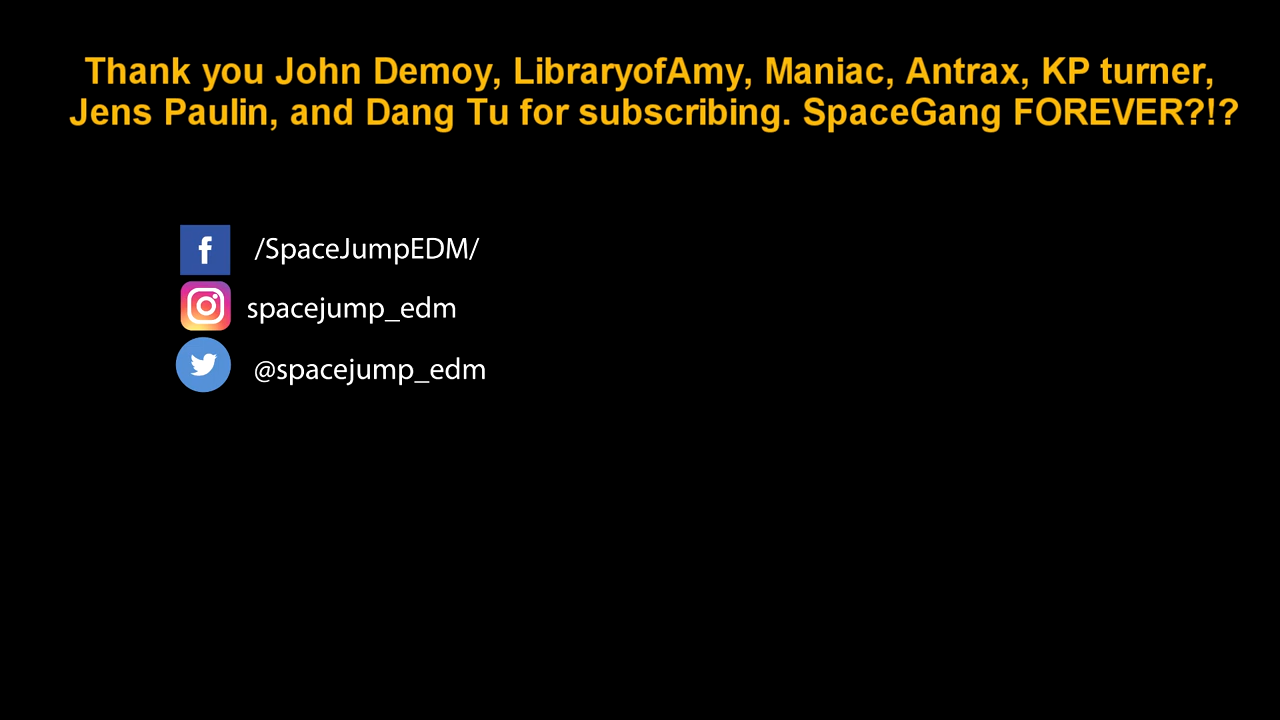 Thank you John Demoy, LibraryofAmy, Maniac, Antrax, KP turner,
Jens Paulin, and Dang Tu for subscribing. SpaceGang FOREVER?!?
/SpaceJumpEDM/
spacejump_edm
@spacejump_edm